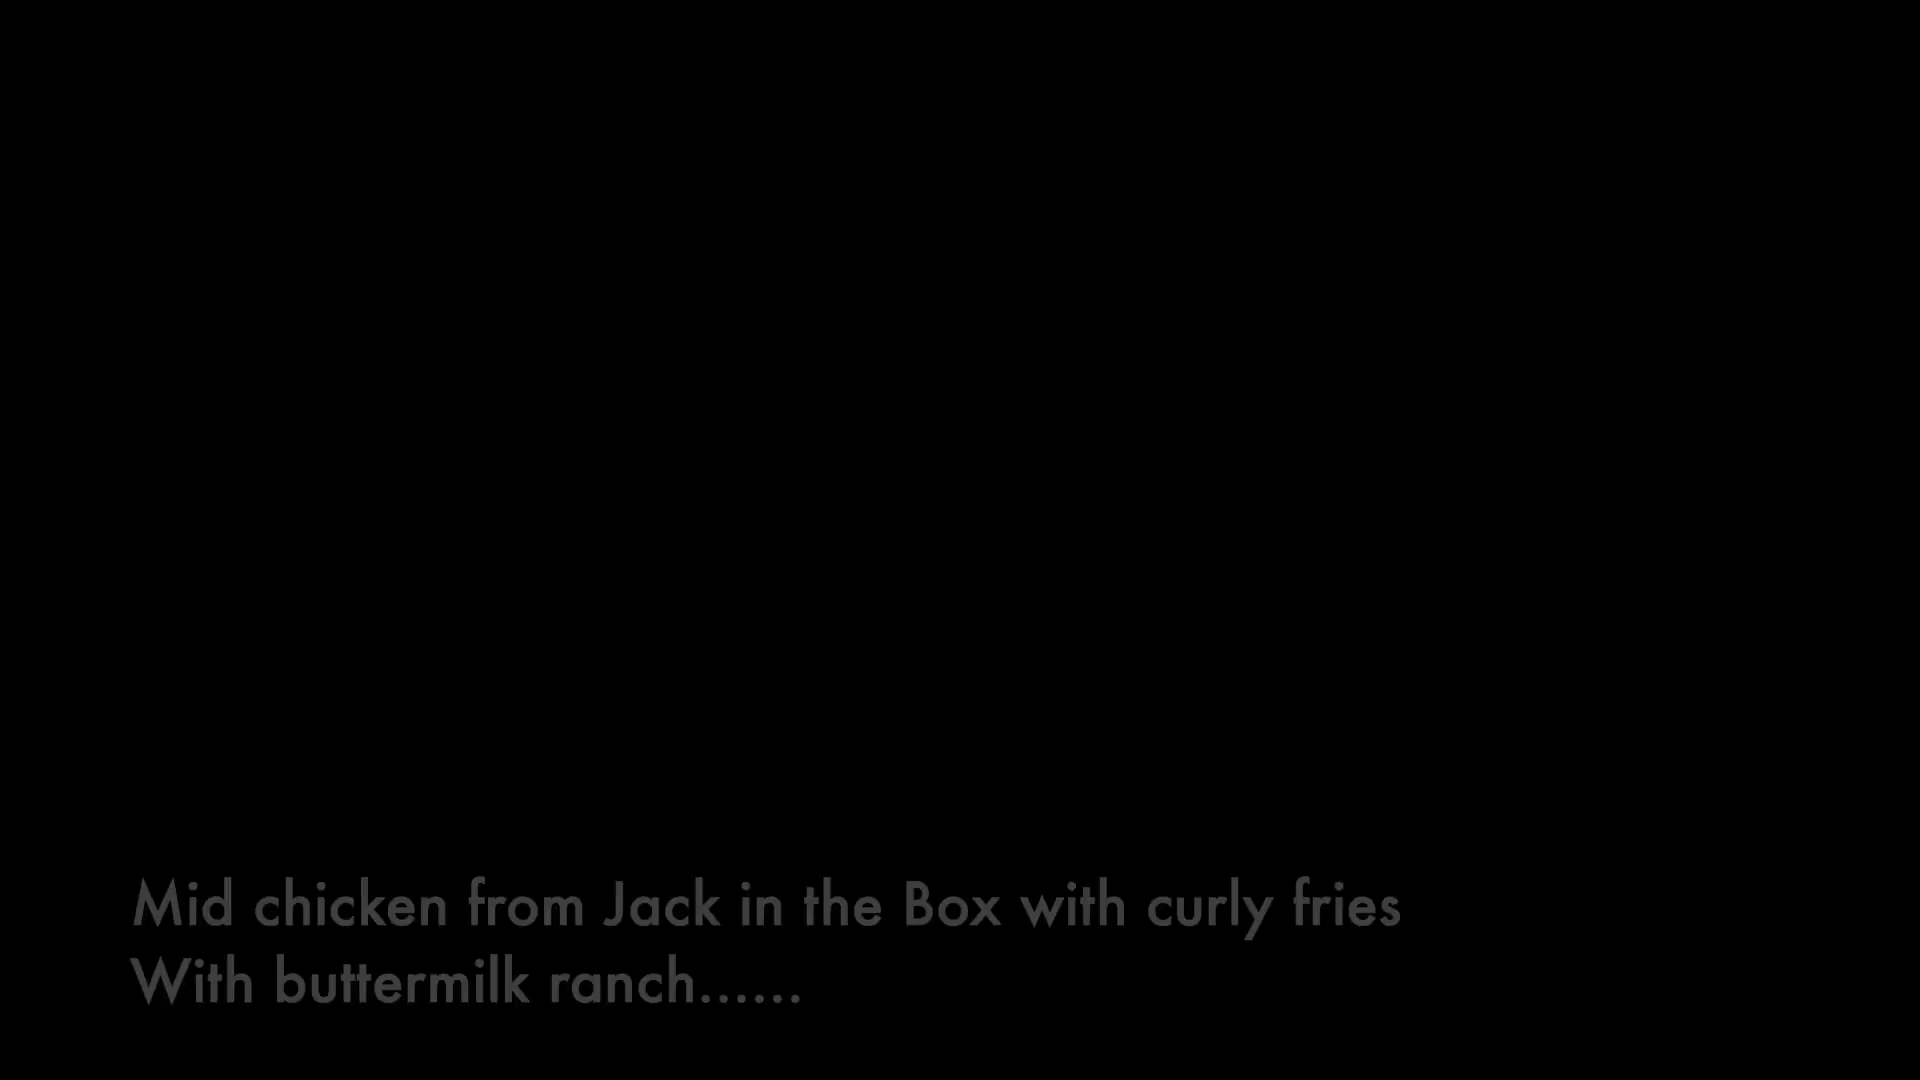 Mid chicken from Jack in the Box with curly fries
With buttermilk ranch......